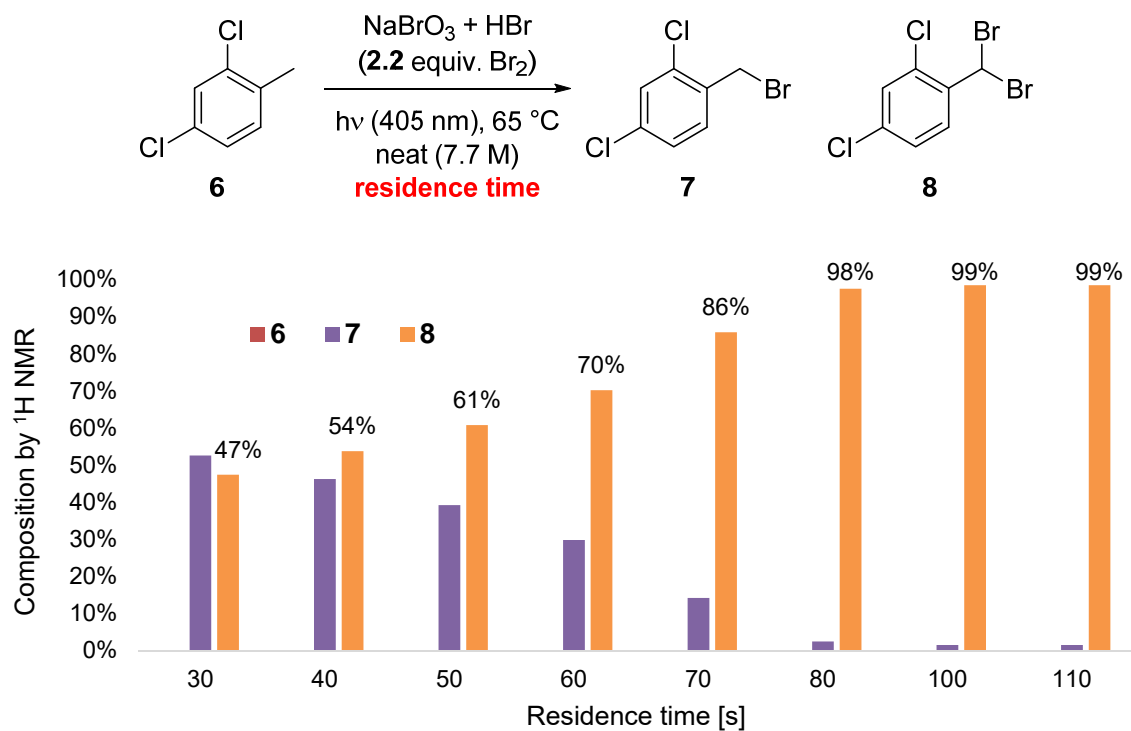 NaBrO₃ + HBr
(2.2 equiv. Br₂)
hν (405 nm), 65 °C
neat (7.7 M)
residence time
Cl
Cl
6
Cl
Br
Cl
7
Cl
Br
Br
Cl
8
Composition by ¹H NMR
100%
90%
80%
70%
60%
50%
40%
30%
20%
10%
0%
6 7 8
47%
54%
61%
70%
86%
98%
99%
99%
30 40 50 60 70 80 100 110
Residence time [s]